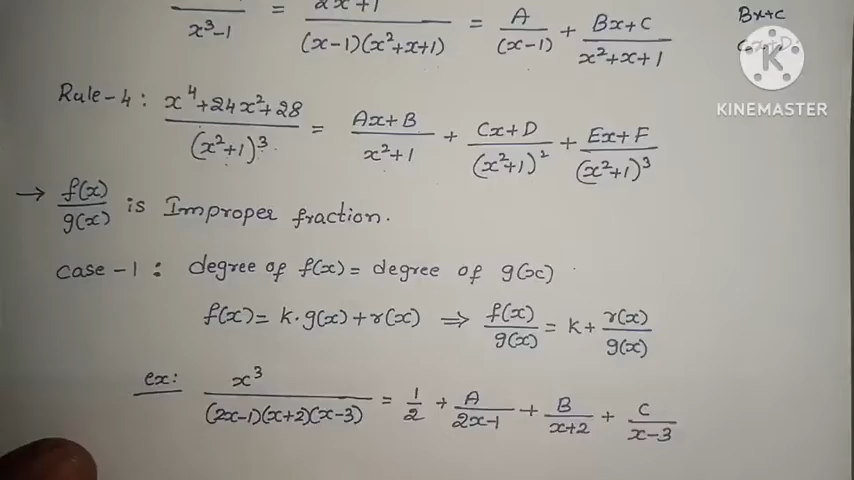 x³-1 = 2x+1 / (x-1)(x²+x+1) = A/(x-1) + Bx+C / x²+x+1
Bx+C
KINEMASTER
Rule-4: x⁴+24x²+28 / (x²+1)³ = Ax+B / x²+1 + Cx+D / (x²+1)² + Ex+F / (x²+1)³
→ f(x)/g(x) is Improper fraction.
case-1: degree of f(x) = degree of g(x)
f(x) = k·g(x)+r(x) ⇒ f(x)/g(x) = k + r(x)/g(x)
ex: x³ / (2x-1)(x+2)(x-3) = 1/2 + A/2x-1 + B/x+2 + C/x-3